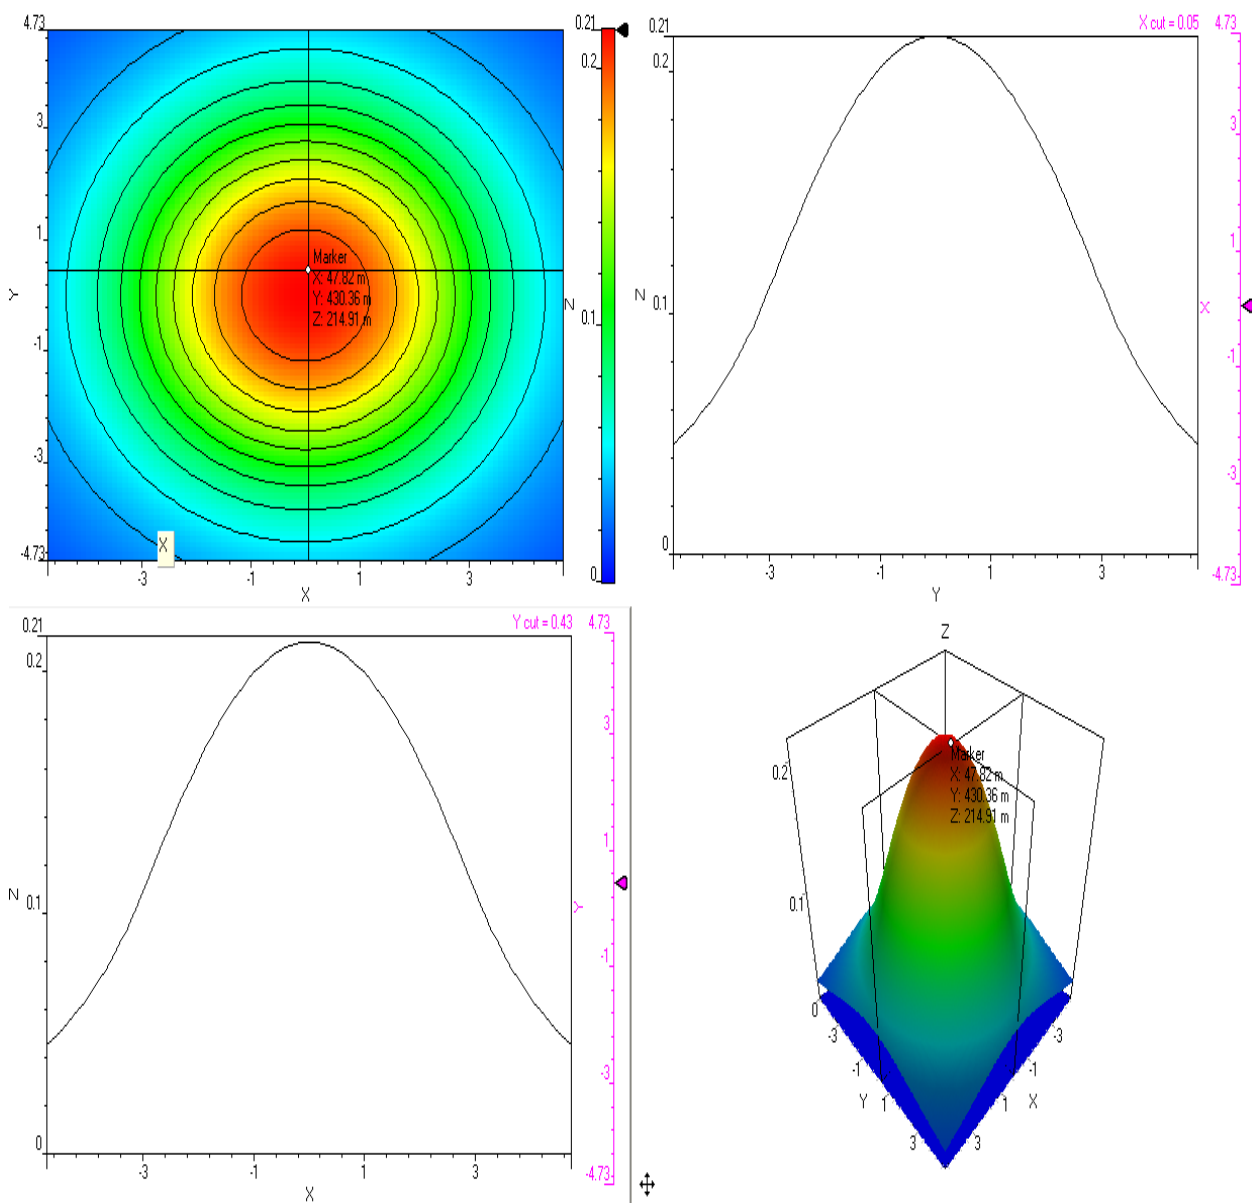 4.73
3
1
-1
-3
-4.73
Y
-3
-1
1
3
X
X
Marker
X: 47.82 m
Y: 430.36 m
Z: 214.91 m
0.21
0.2
0.1
0
Z
0.21
0.2
0.1
0
Z
-3
-1
1
3
Y
X cut = 0.05
4.73
3
1
-1
-3
-4.73
X
0.21
0.2
0.1
0
Z
-3
-1
1
3
X
Y cut = 0.43
4.73
3
1
-1
-3
-4.73
Y
Z
0.2
0.1
0
Marker
X: 47.82 m
Y: 430.36 m
Z: 214.91 m
-3
-1
1
3
Y
-3
-1
1
3
X